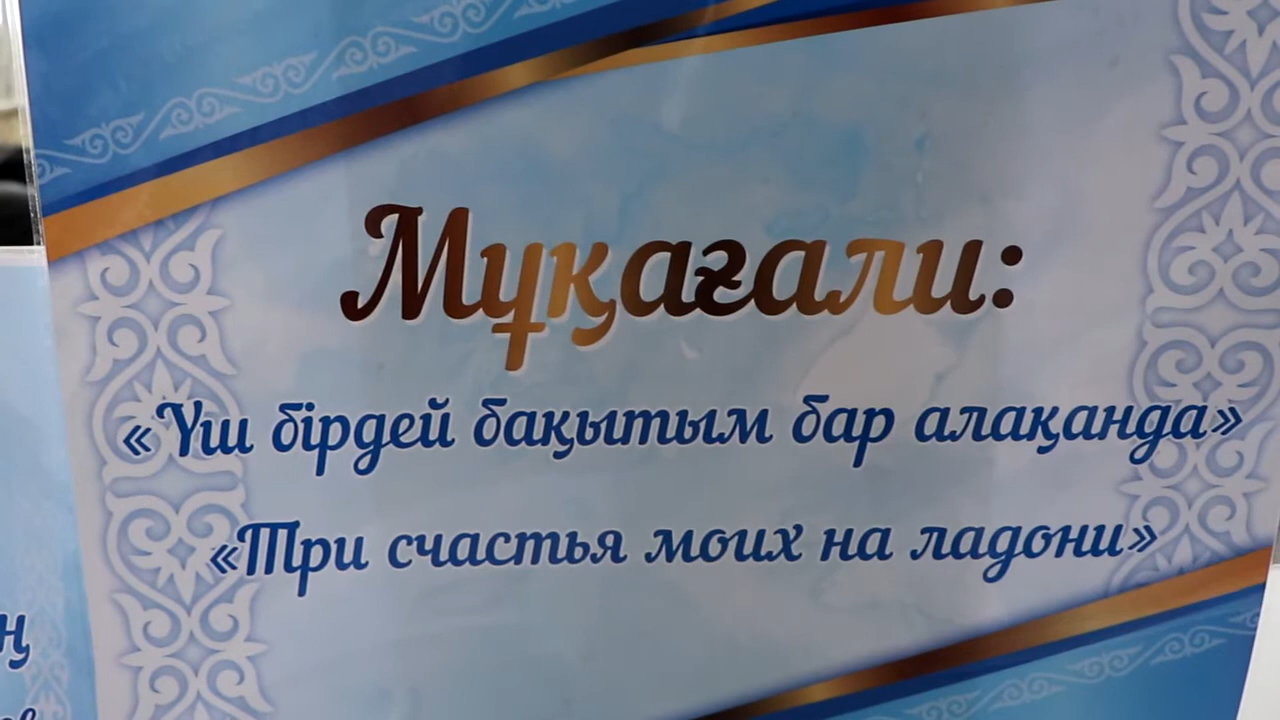 Мұқағали:
«Үш бірдей бақытым бар алақанда»
«Три счастья моих на ладони»